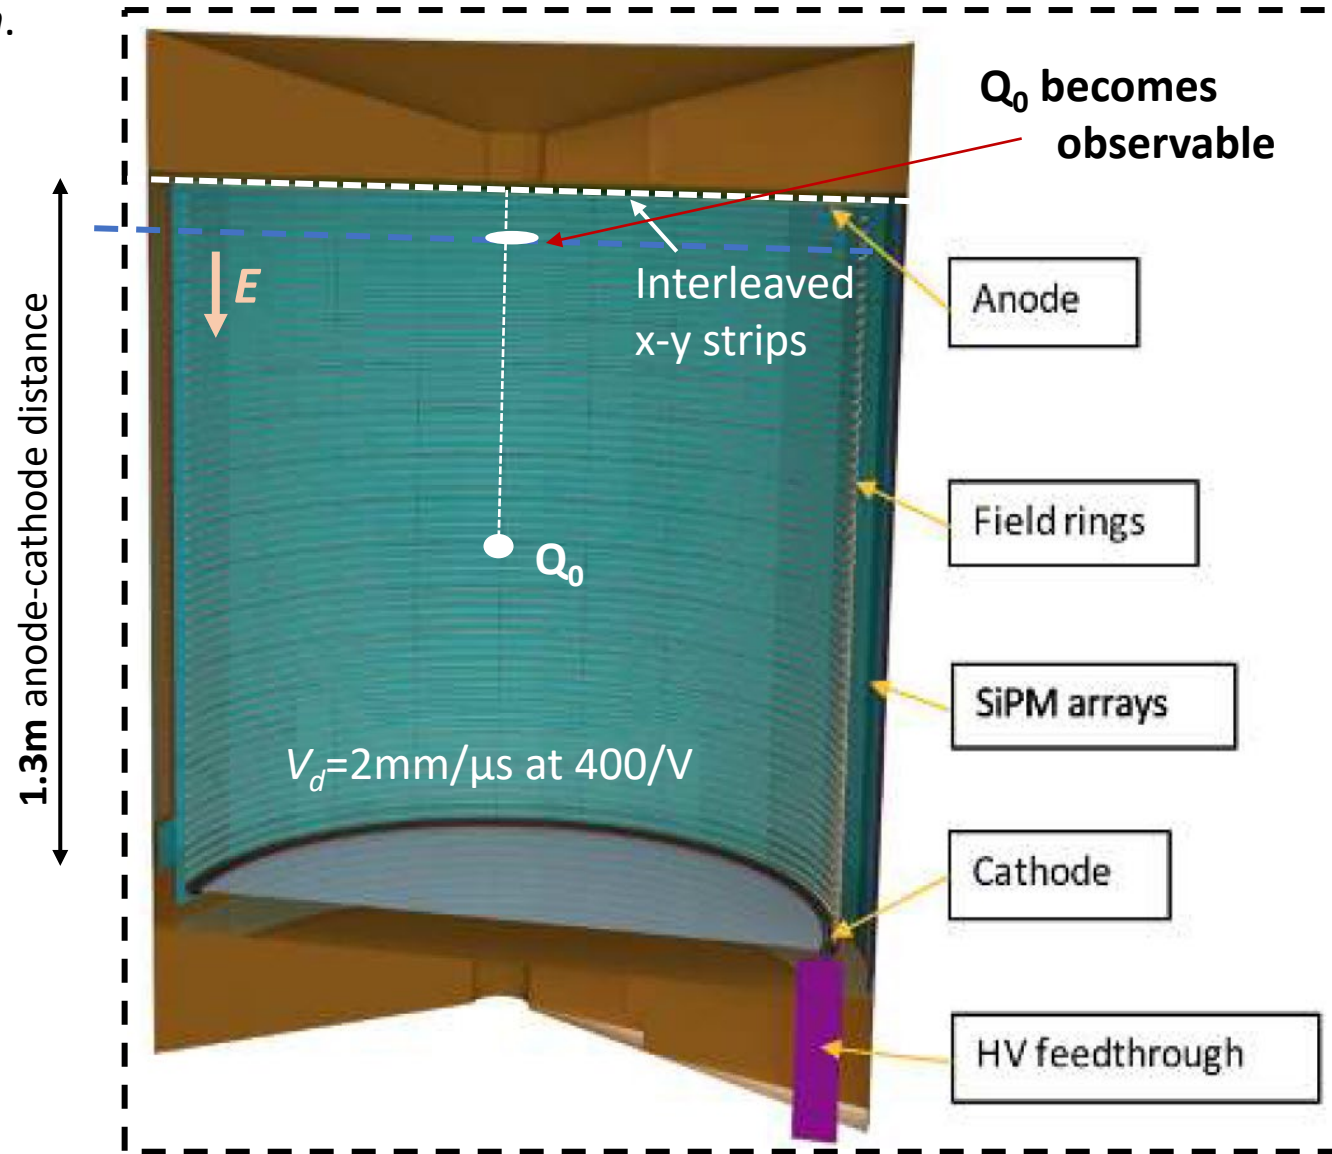 Q₀ becomes
observable
E
Interleaved
x-y strips
Anode
1.3m anode-cathode distance
Field rings
Q₀
SiPM arrays
V_d=2mm/μs at 400/V
Cathode
HV feedthrough